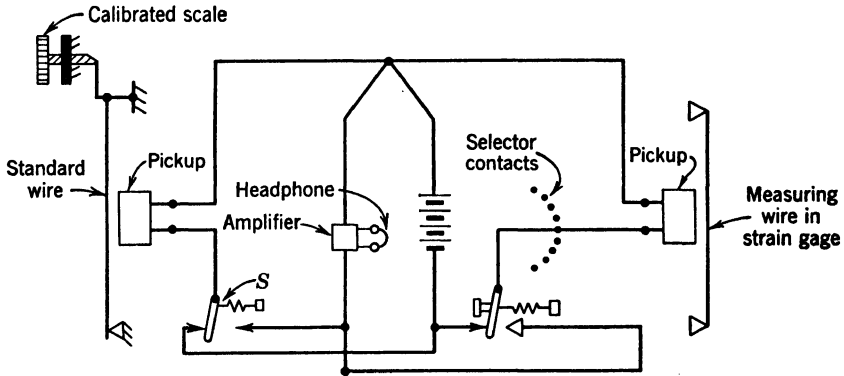 Calibrated scale
Standard
wire
Pickup
Headphone
Amplifier
S
Selector
contacts
Pickup
Measuring
wire in
strain gage